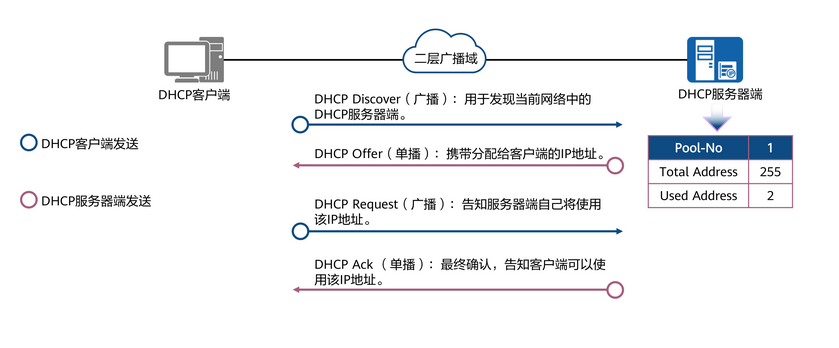 二层广播域
DHCP客户端
DHCP服务器端
DHCP Discover（广播）：用于发现当前网络中的
DHCP服务器端。
DHCP客户端发送
DHCP Offer（单播）：携带分配给客户端的IP地址。
Pool-No 1
Total Address 255
Used Address 2
DHCP服务器端发送
DHCP Request（广播）：告知服务器端自己将使用
该IP地址。
DHCP Ack （单播）：最终确认，告知客户端可以使
用该IP地址。